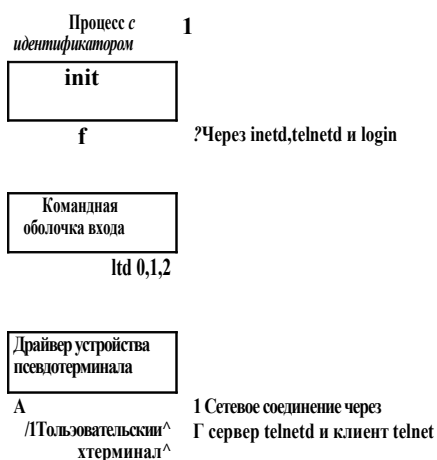 Процесс с 1
идентификатором
init
f ?Через inetd,telnetd и login
Командная
оболочка входа
ltd 0,1,2
Драйвер устройства
псевдотерминала
A 1 Сетевое соединение через
/1Тользовательскии^ Г сервер telnetd и клиент telnet
хтерминал^